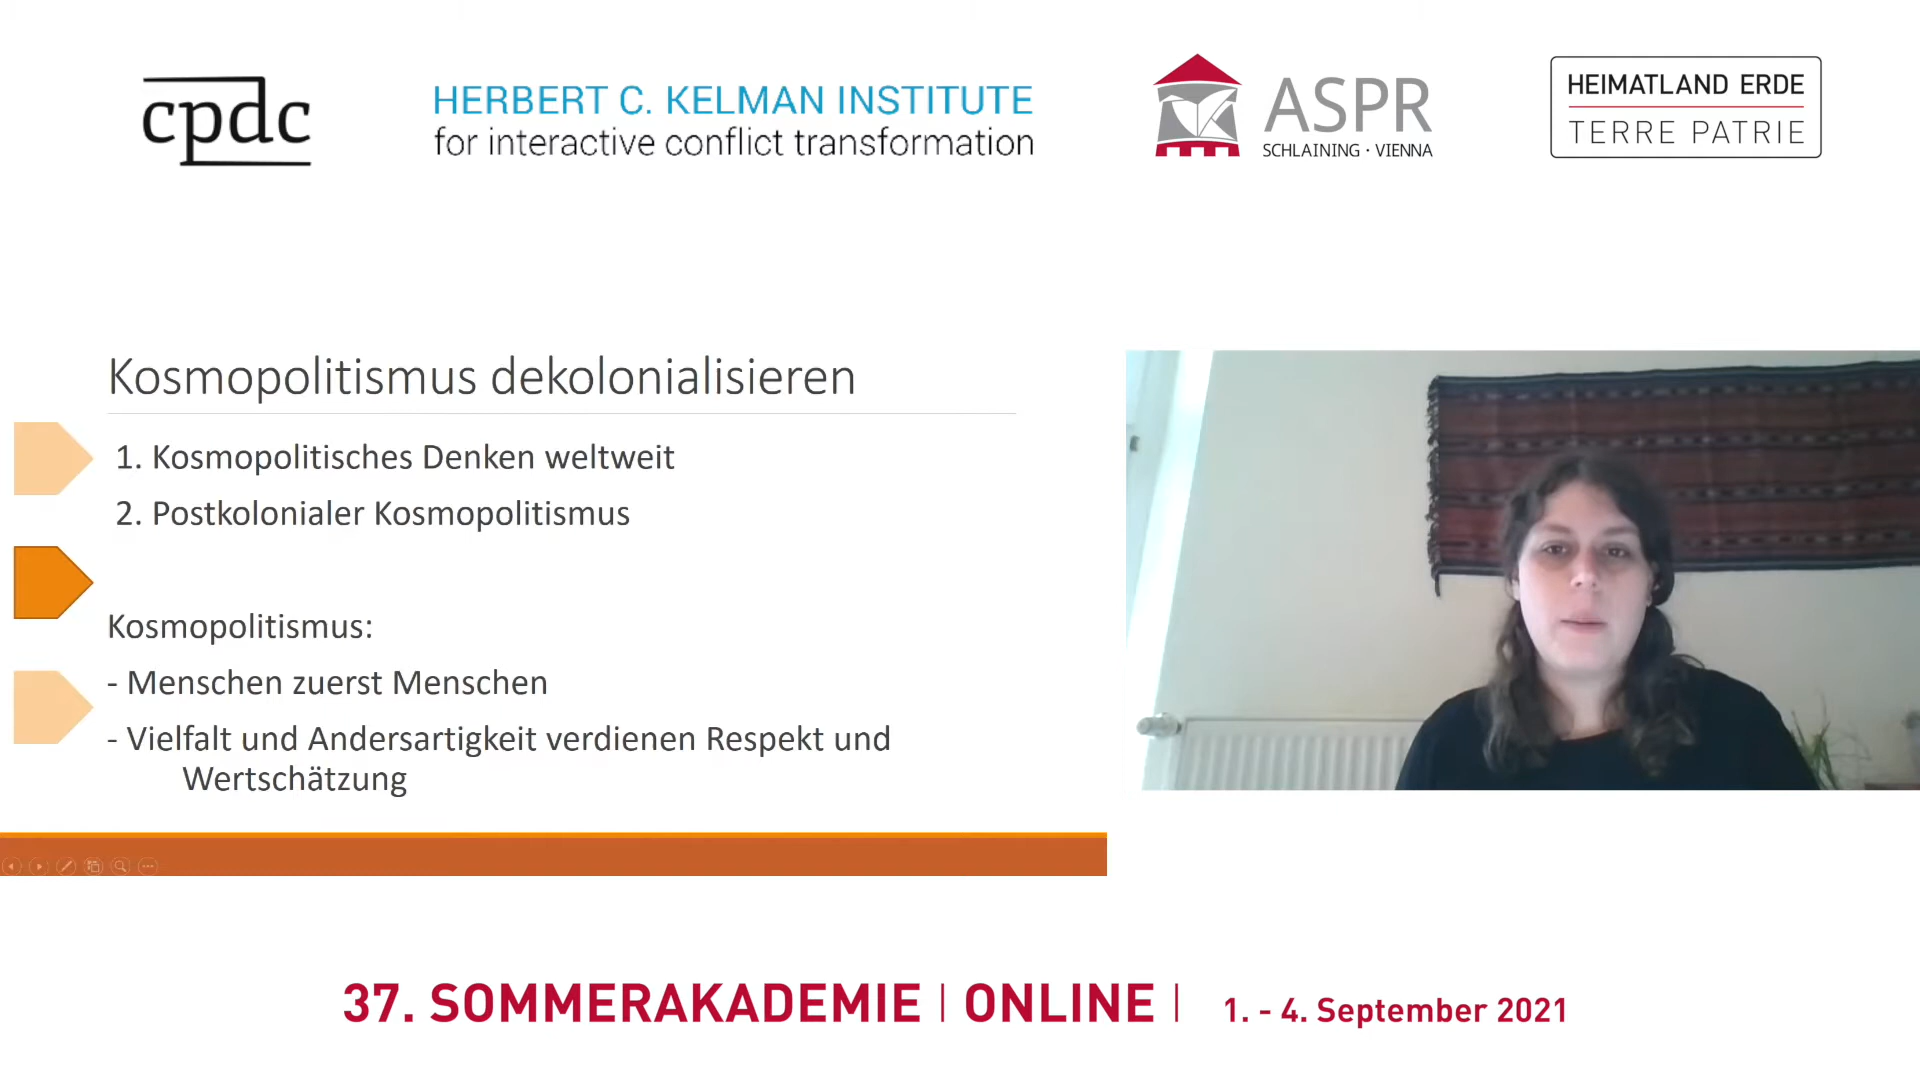 cpdc
HERBERT C. KELMAN INSTITUTE
for interactive conflict transformation
ASPR
SCHLAINING · VIENNA
HEIMATLAND ERDE
TERRE PATRIE
Kosmopolitismus dekolonialisieren
1. Kosmopolitisches Denken weltweit
2. Postkolonialer Kosmopolitismus
Kosmopolitismus:
- Menschen zuerst Menschen
- Vielfalt und Andersartigkeit verdienen Respekt und
Wertschätzung
37. SOMMERAKADEMIE | ONLINE | 1. - 4. September 2021